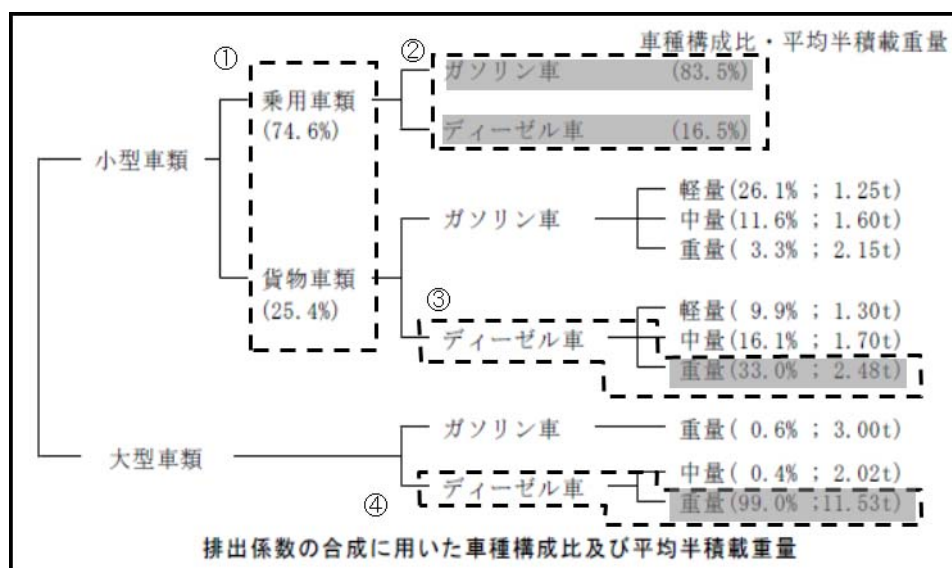 車種構成比・平均半積載重量
① ②
ガソリン車 (83.5%)
乗用車類
(74.6%)
ディーゼル車 (16.5%)
小型車類
軽量(26.1% ; 1.25t)
ガソリン車 中量(11.6% ; 1.60t)
重量( 3.3% ; 2.15t)
貨物車類
(25.4%)
③
軽量( 9.9% ; 1.30t)
ディーゼル車 中量(16.1% ; 1.70t)
重量(33.0% ; 2.48t)
ガソリン車 重量( 0.6% ; 3.00t)
大型車類
中量( 0.4% ; 2.02t)
ディーゼル車
④ 重量(99.0% ;11.53t)
排出係数の合成に用いた車種構成比及び平均半積載重量